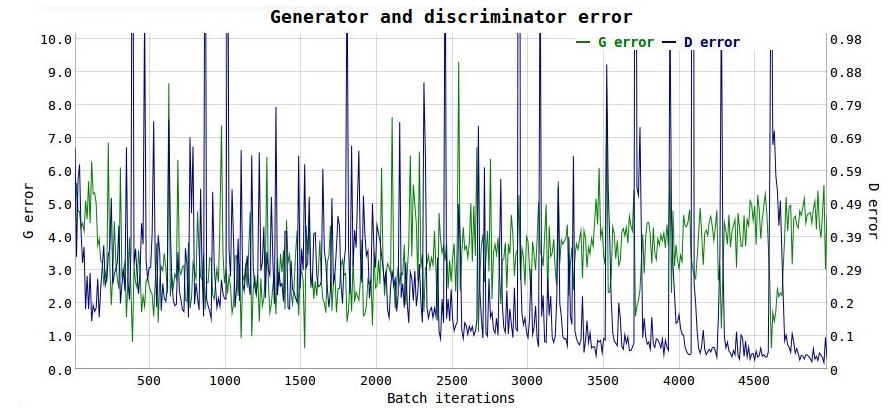 Generator and discriminator error
G error D error
10.0 0.98
9.0 0.88
8.0 0.79
7.0 0.69
6.0 0.59
5.0 0.49
4.0 0.39
3.0 0.29
2.0 0.2
1.0 0.1
0.0 0
G error
D error
500 1000 1500 2000 2500 3000 3500 4000 4500
Batch iterations